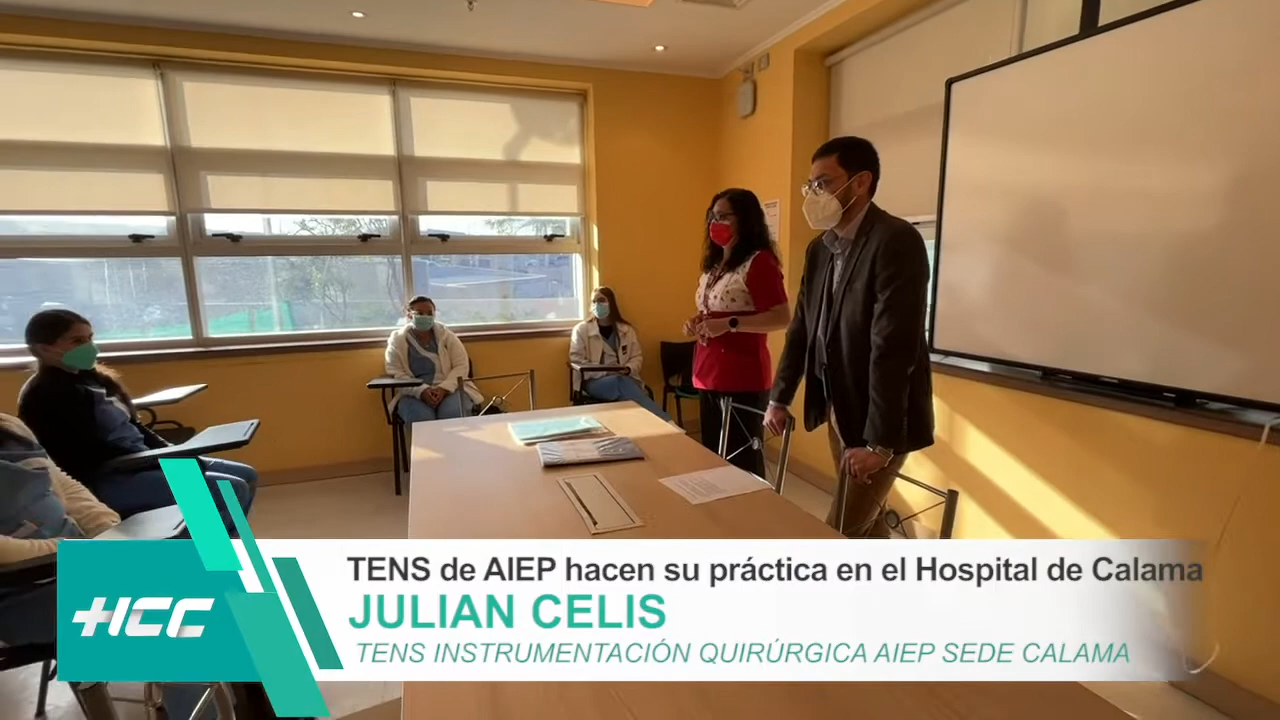 TENS de AIEP hacen su práctica en el Hospital de Calama
JULIAN CELIS
TENS INSTRUMENTACIÓN QUIRÚRGICA AIEP SEDE CALAMA
HCC